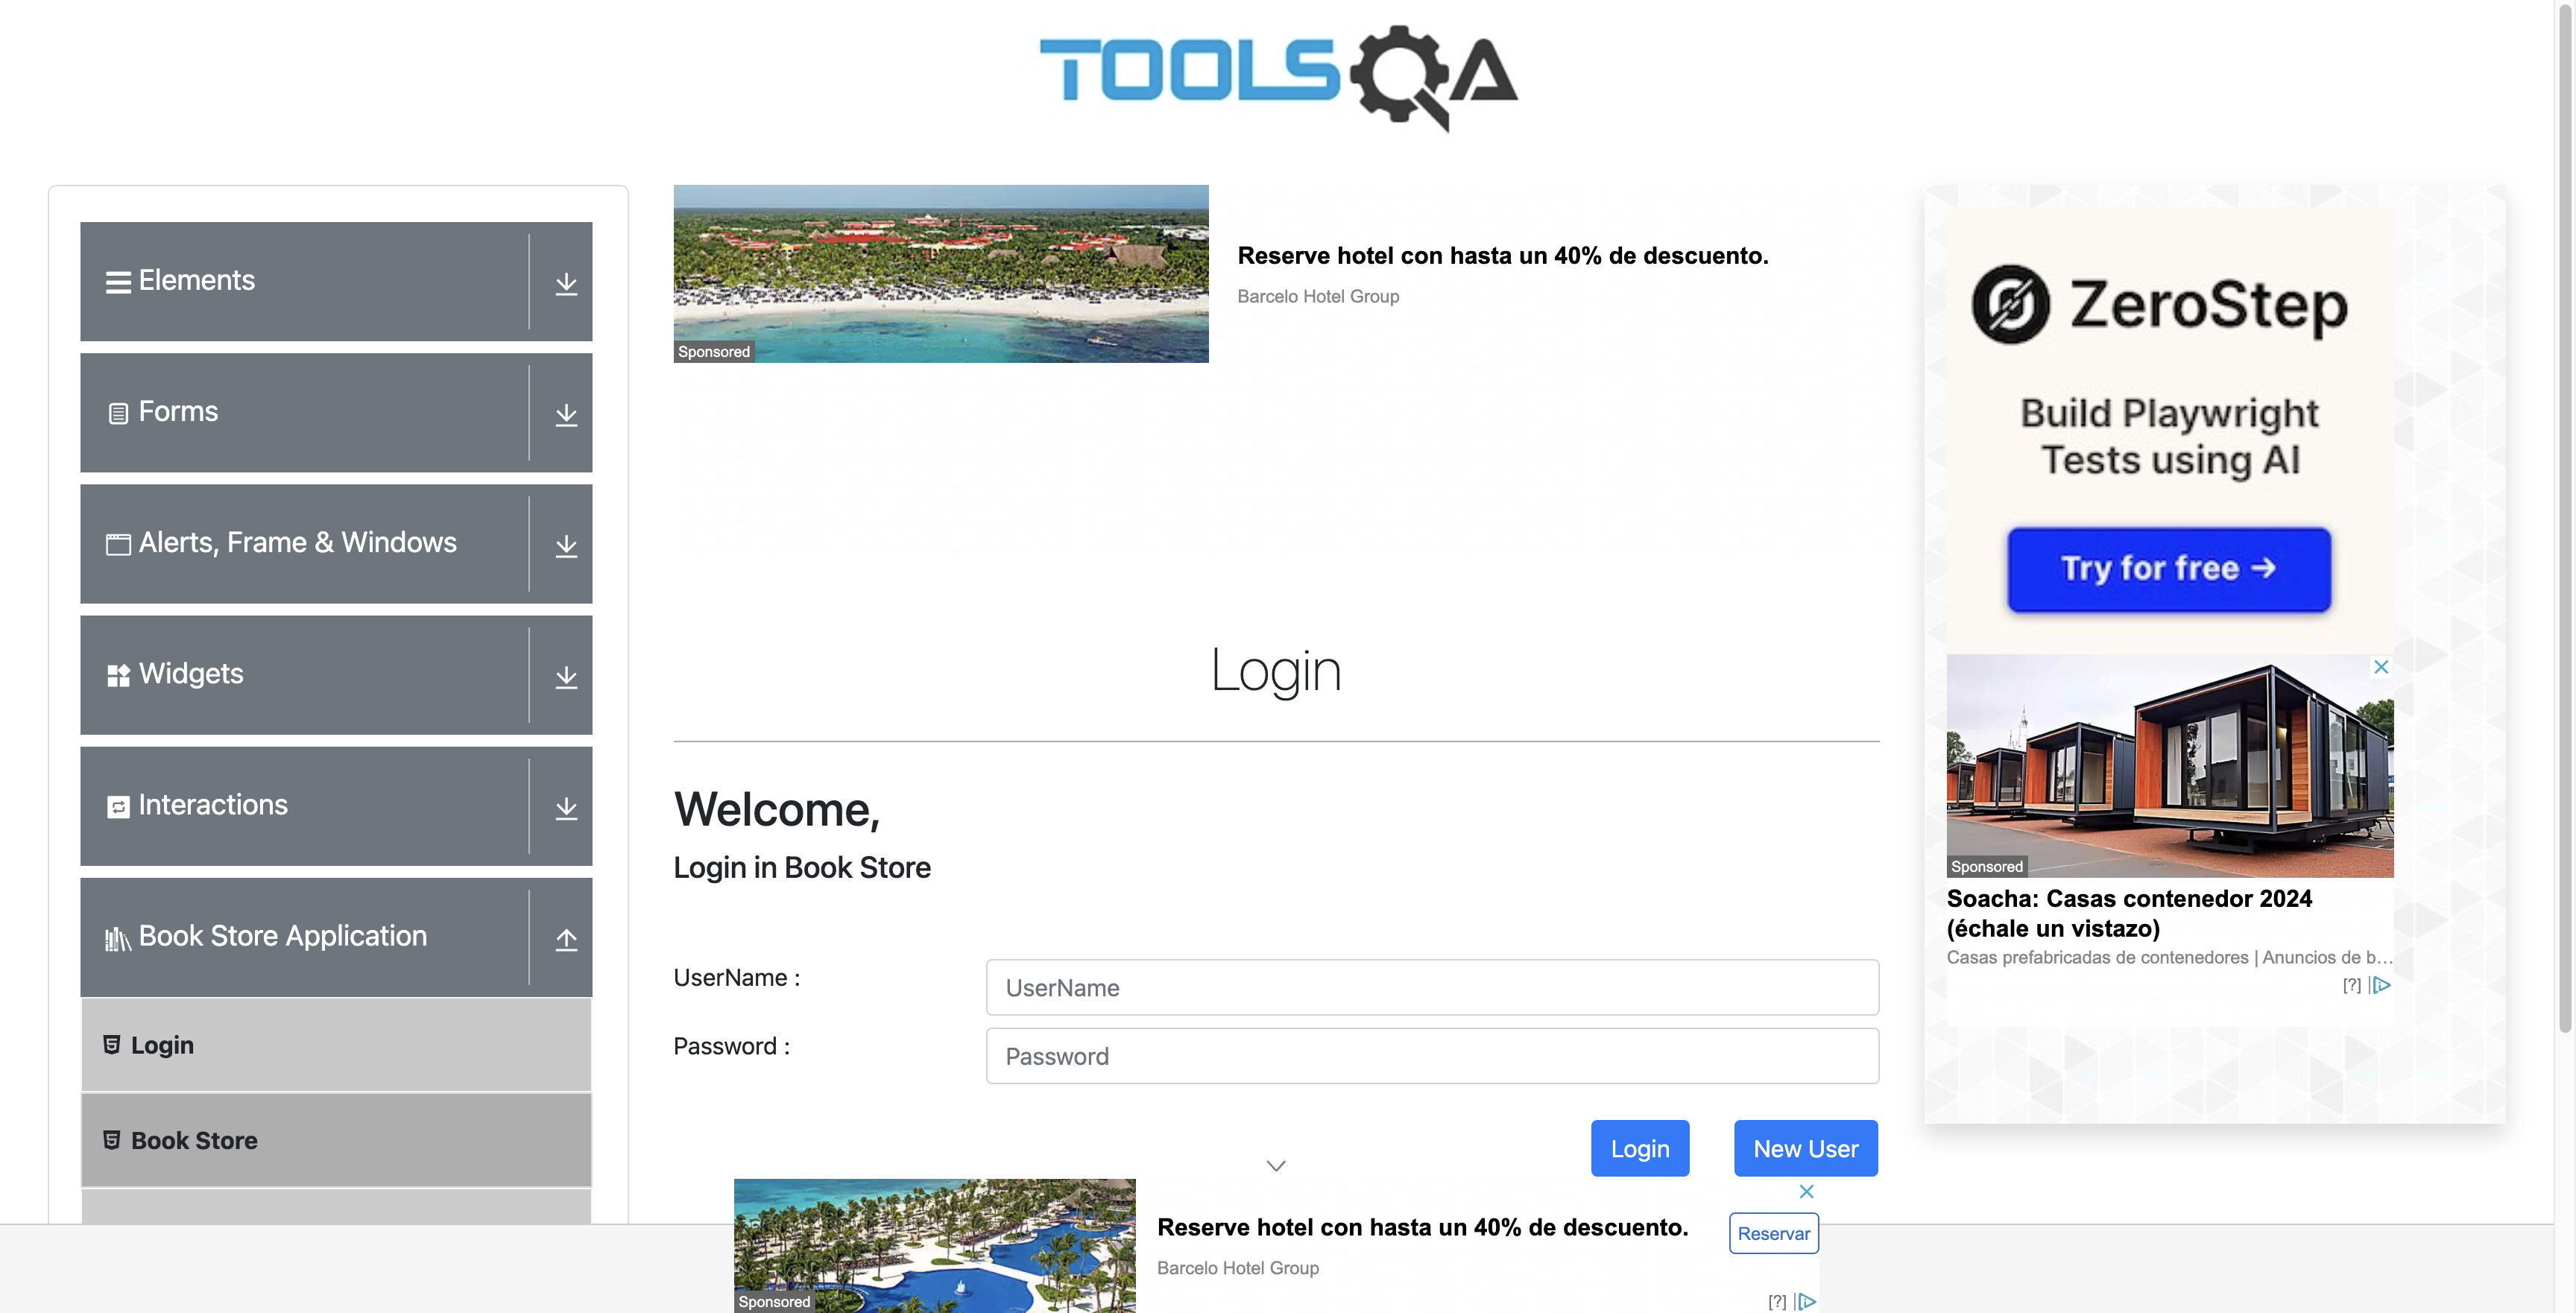 TOOLSQA
Elements
Forms
Alerts, Frame & Windows
Widgets
Interactions
Book Store Application
Login
Book Store
Sponsored
Reserve hotel con hasta un 40% de descuento.
Barcelo Hotel Group
Login
Welcome,
Login in Book Store
UserName :
UserName
Password :
Password
Login
New User
Sponsored
Reserve hotel con hasta un 40% de descuento.
Barcelo Hotel Group
Reservar
[?]
ZeroStep
Build Playwright
Tests using AI
Try for free →
Sponsored
Soacha: Casas contenedor 2024
(échale un vistazo)
Casas prefabricadas de contenedores | Anuncios de b...
[?]